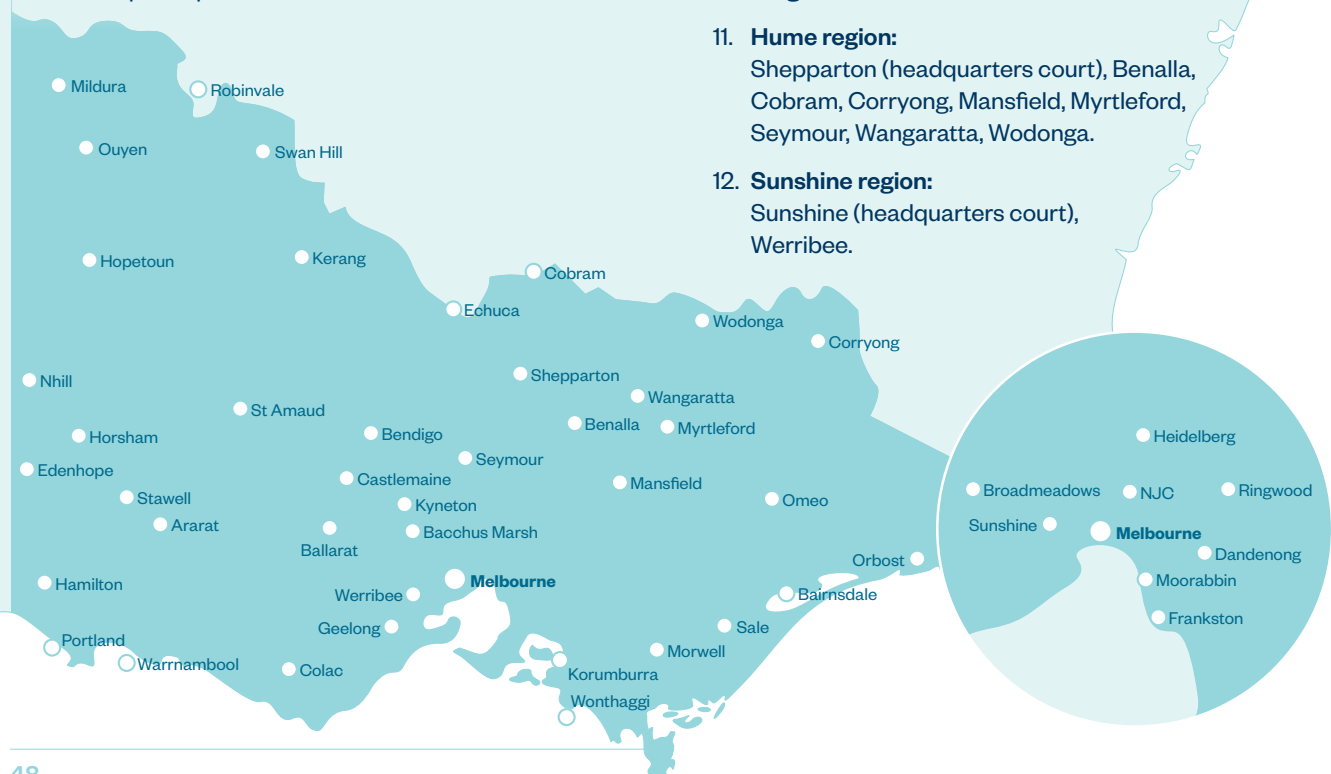 11. Hume region:
Shepparton (headquarters court), Benalla,
Cobram, Corryong, Mansfield, Myrtleford,
Seymour, Wangaratta, Wodonga.
12. Sunshine region:
Sunshine (headquarters court),
Werribee.
Mildura
Robinvale
Ouyen
Swan Hill
Hopetoun
Kerang
Cobram
Echuca
Wodonga
Corryong
Nhill
Shepparton
Wangaratta
St Amaud
Benalla
Myrtleford
Horsham
Bendigo
Edenhope
Seymour
Castlemaine
Mansfield
Stawell
Kyneton
Omeo
Ararat
Bacchus Marsh
Ballarat
Orbost
Hamilton
Melbourne
Werribee
Bairnsdale
Geelong
Sale
Portland
Warrnambool
Colac
Morwell
Korumburra
Wonthaggi
Heidelberg
Broadmeadows
NJC
Ringwood
Sunshine
Melbourne
Dandenong
Moorabbin
Frankston
48